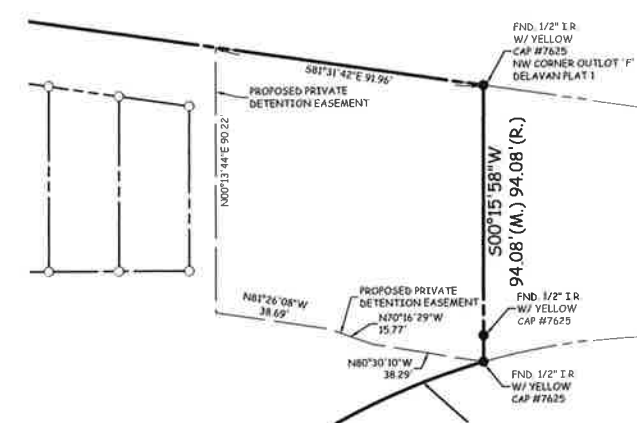 FND. 1/2" I.R.
W/ YELLOW
CAP #7625
NW CORNER OUTLOT 'F'
DELAVAN PLAT 1
S81°31'42"E 91.96'
PROPOSED PRIVATE
DETENTION EASEMENT
N00°13'44"E 90.22'
S00°15'58"W
94.08'(M.) 94.08'(R.)
PROPOSED PRIVATE
DETENTION EASEMENT
N81°26'08"W
38.69'
N70°16'29"W
15.77'
FND. 1/2" I.R.
W/ YELLOW
CAP #7625
N80°30'10"W
38.29'
FND. 1/2" I.R.
W/ YELLOW
CAP #7625